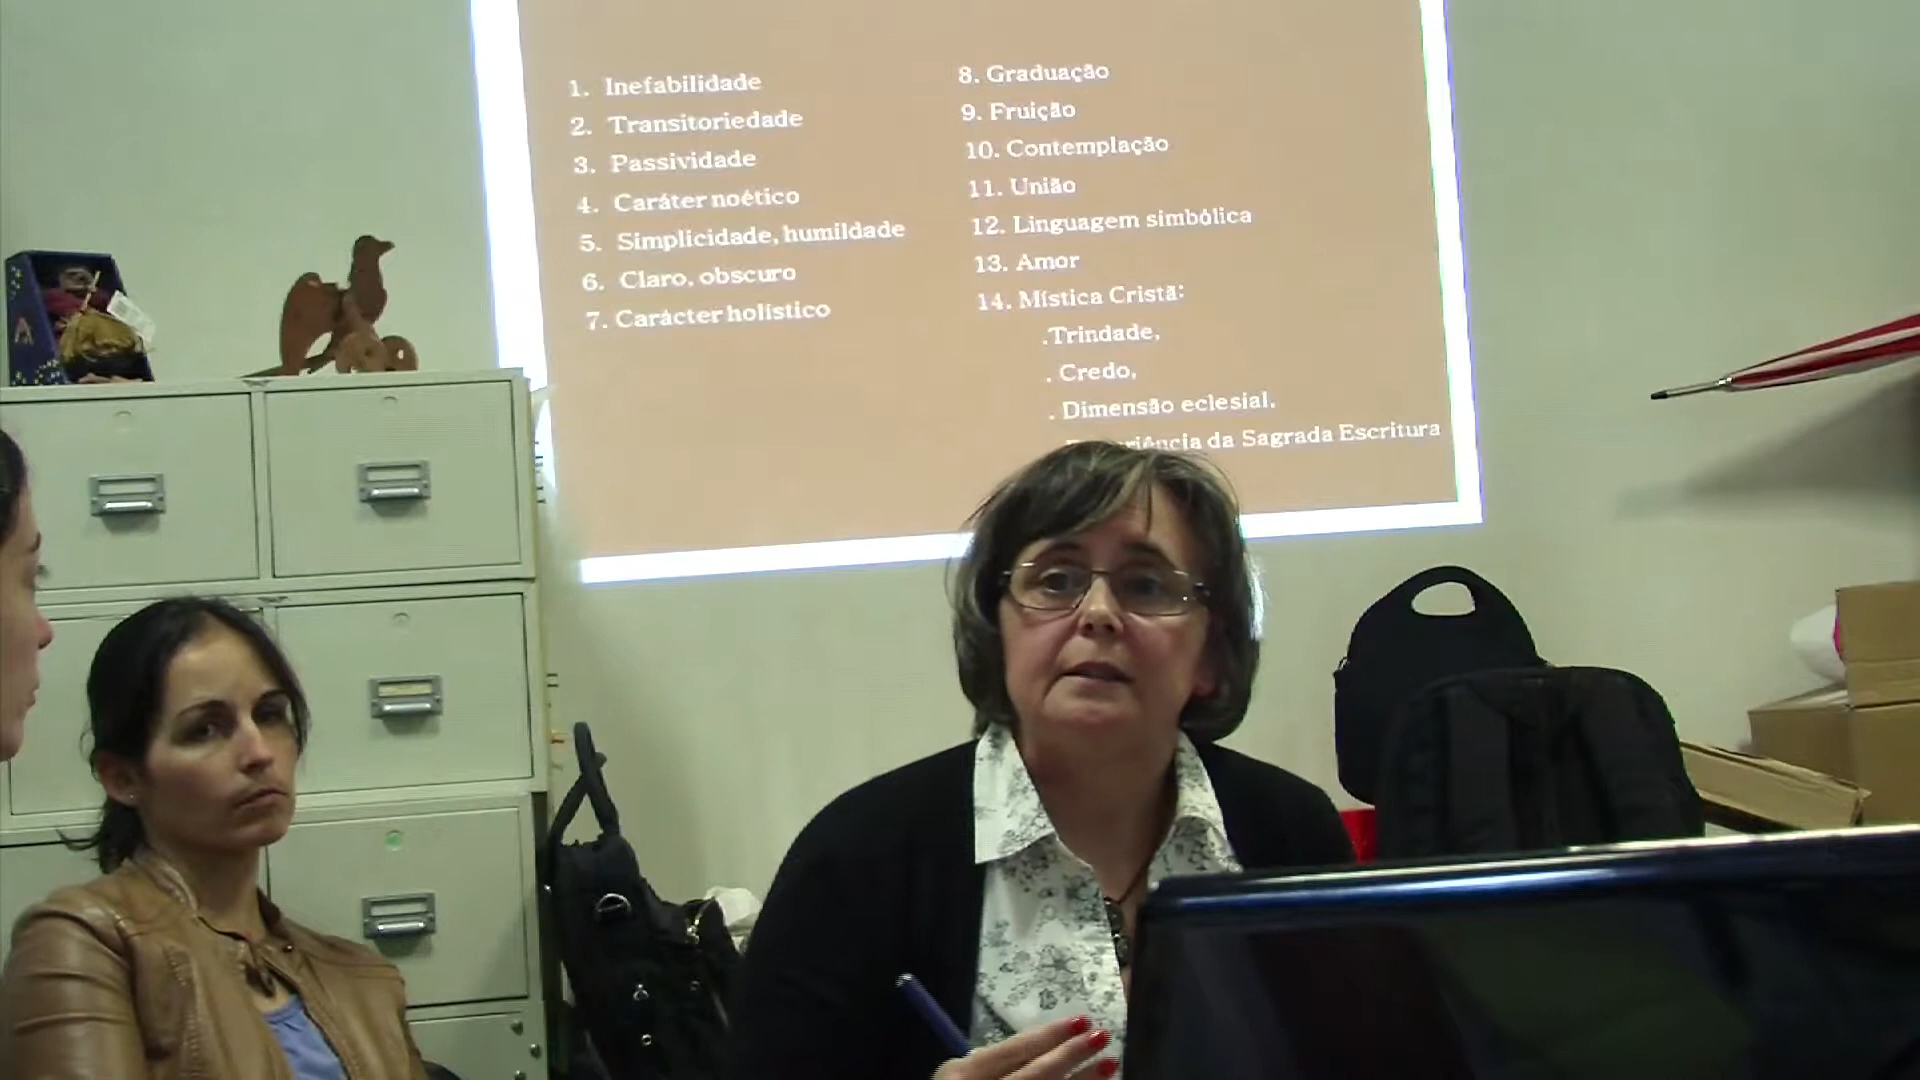 1. Inefabilidade
2. Transitoriedade
3. Passividade
4. Caráter noético
5. Simplicidade, humildade
6. Claro, obscuro
7. Carácter holístico
8. Graduação
9. Fruição
10. Contemplação
11. União
12. Linguagem simbólica
13. Amor
14. Mística Cristã:
.Trindade,
. Credo,
. Dimensão eclesial,
da Sagrada Escritura
A